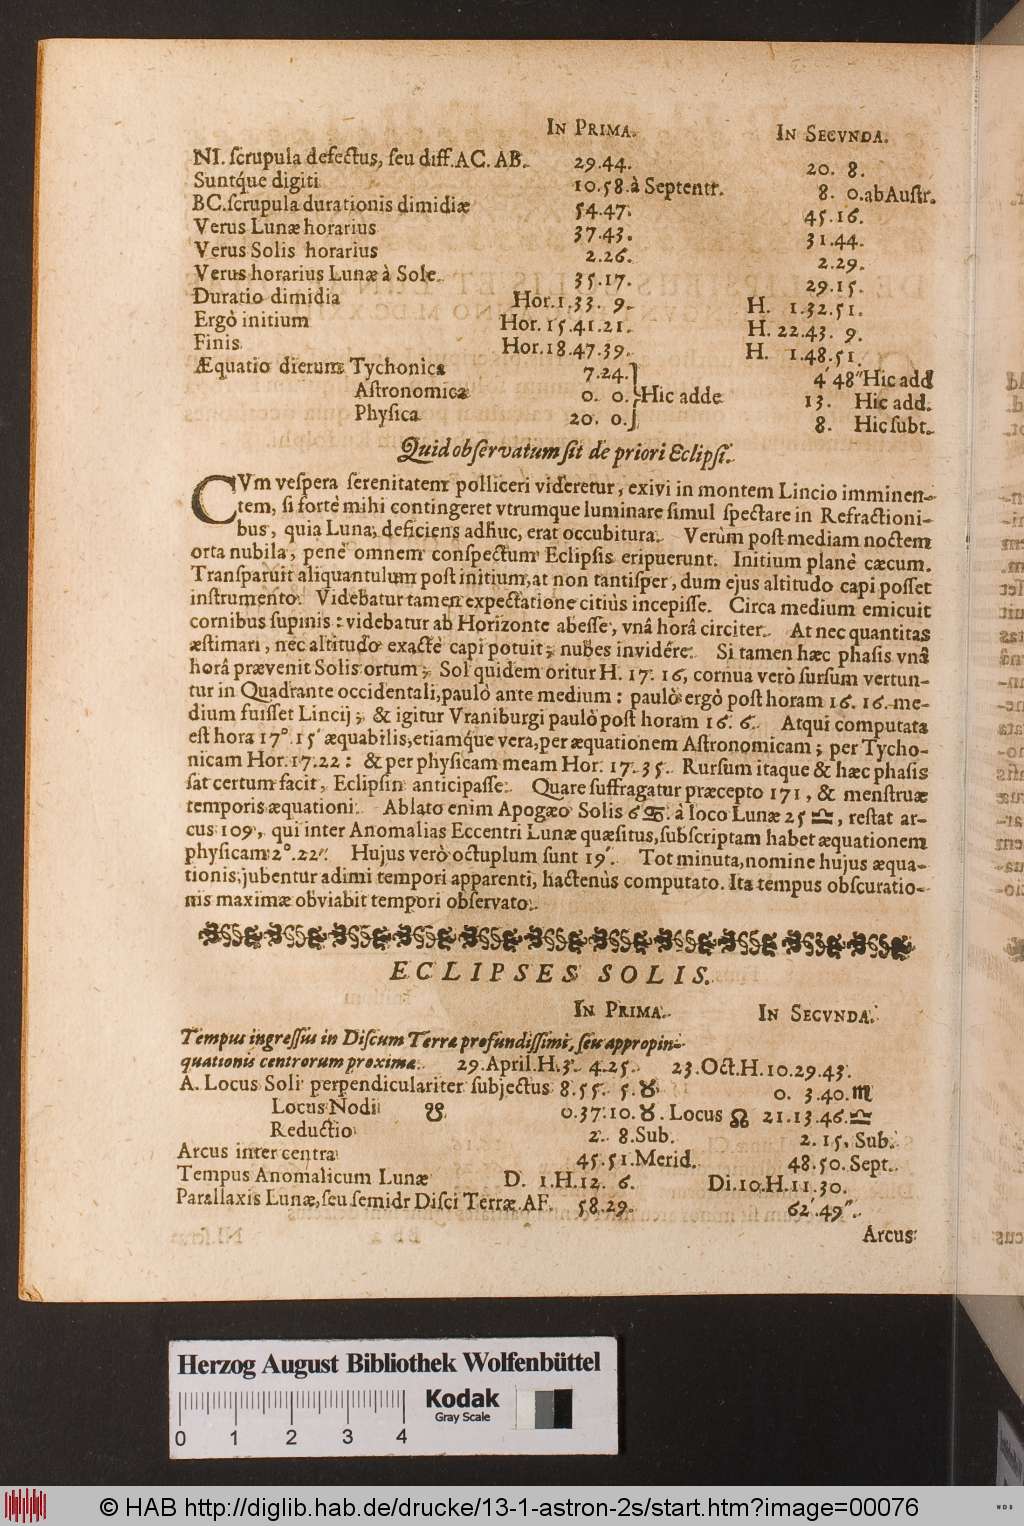 IN PRIMA. IN SECVNDA.
NI. ſcrupula defectus, ſeu diff. AC. AB. 29.44. 20. 8.
Suntq́ue digiti 10.58. à Septentr. 8. 0. ab Auſtr.
BC. ſcrupula durationis dimidiæ 54.47. 45.16.
Verus Lunæ horarius 37.43. 31.44.
Verus Solis horarius 2.26. 2.29.
Verus horarius Lunæ à Sole. 35.17. 29.15.
Duratio dimidia Hor. 1.33. 9. H. 1.32.51.
Ergò initium Hor. 15.41.21. H. 22.43. 9.
Finis Hor. 18.47.39. H. 1.48.51.
Æquatio dierum Tychonica 7.24. 4′ 48″ Hic add
Aſtronomica 0. 0. Hic adde 13. Hic add.
Phyſica 20. 0. 8. Hic ſubt.
Quid obſervatum ſit de priori Eclipſi.
CVm veſpera ſerenitatem polliceri videretur, exivi in montem Lincio imminen-
tem, ſi fortè mihi contingeret vtrumque luminare ſimul ſpectare in Refractioni-
bus, quia Luna, deficiens adhuc, erat occubitura. Verùm poſt mediam noctem
orta nubila, penè omnem conſpectum Eclipſis eripuerunt. Initium planè cæcum.
Tranſparuit aliquantulum poſt initium, at non tantiſper, dum ejus altitudo capi poſſet
inſtrumento. Videbatur tamen expectatione citiùs incepiſſe. Circa medium emicuit
cornibus ſupinis: videbatur ab Horizonte abeſſe, vnâ horâ circiter. At nec quantitas
æſtimari, nec altitudo exactè capi potuit; nubes invidére. Si tamen hæc phaſis vnâ
horâ prævenit Solis ortum; Sol quidem oritur H. 17. 16, cornua verò ſurſum vertun-
tur in Quadrante occidentali, paulò ante medium: paulò ergò poſt horam 16. 16. me-
dium fuiſſet Lincij; & igitur Vraniburgi paulò poſt horam 16. 6. Atqui computata
eſt hora 17°. 15′ æquabilis, etiamq́ue vera, per æquationem Aſtronomicam; per Tycho-
nicam Hor. 17.22: & per phyſicam meam Hor. 17. 35. Rurſum itaque & hæc phaſis
ſat certum facit, Eclipſin anticipaſſe. Quare ſuffragatur præcepto 171, & menſtruæ
temporis æquationi. Ablato enim Apogæo Solis 6 ♋. à loco Lunæ 25 ♎, reſtat ar-
cus 109, qui inter Anomalias Eccentri Lunæ quæſitus, ſubſcriptam habet æquationem
phyſicam 2°. 22″. Hujus verò octuplum ſunt 19′. Tot minuta, nomine hujus æqua-
tionis, jubentur adimi tempori apparenti, hactenùs computato. Ita tempus obſcuratio-
nis maximæ obviabit tempori obſervato.
ECLIPSES SOLIS.
IN PRIMA. IN SECVNDA.
Tempus ingreſſus in Diſcum Terræ profundiſſimi, ſeu appropin-
quationis centrorum proximæ. 29. April. H. 3. 4.25. 23. Oct. H. 10.29.43.
A. Locus Soli perpendiculariter ſubjectus 8.55. 5. ♉ 0. 3.40. ♏
Locus Nodi ☋ 0.37.10. ♉. Locus ☊ 21.13.46. ♎
Reductio 2. 8. Sub. 2. 15. Sub.
Arcus inter centra 45.51. Merid. 48.50. Sept.
Tempus Anomalicum Lunæ D. 1. H. 12. 6. Di. 10. H. 11.30.
Parallaxis Lunæ, ſeu ſemidr Diſci Terræ. AF. 58.29. 62′.49″.
Arcus
Herzog August Bibliothek Wolfenbüttel
Kodak
Gray Scale
0 1 2 3 4
© HAB http://diglib.hab.de/drucke/13-1-astron-2s/start.htm?image=00076